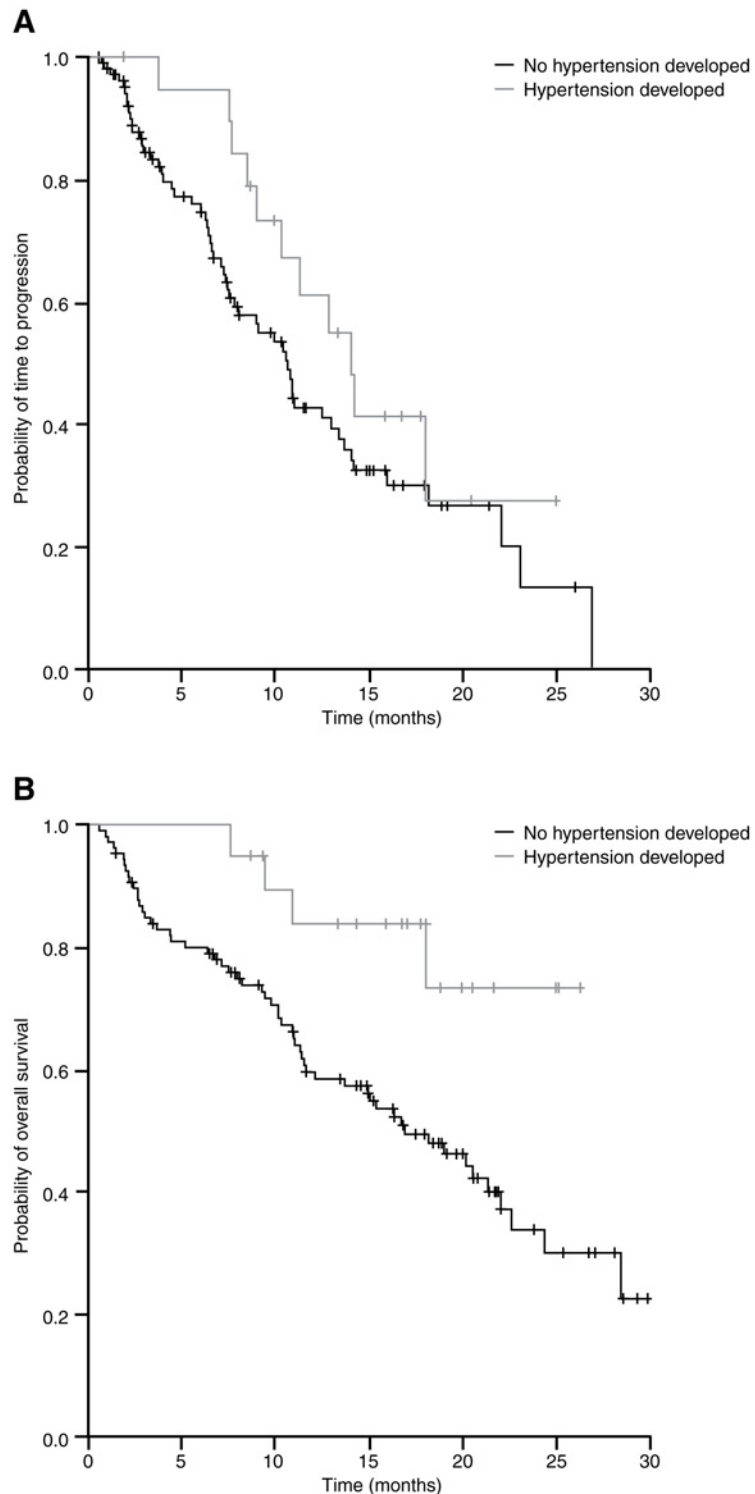 A
1.0
0.8
0.6
0.4
0.2
0.0
Probability of time to progression
No hypertension developed
Hypertension developed
0 5 10 15 20 25 30
Time (months)
B
1.0
0.8
0.6
0.4
0.2
0.0
Probability of overall survival
No hypertension developed
Hypertension developed
0 5 10 15 20 25 30
Time (months)